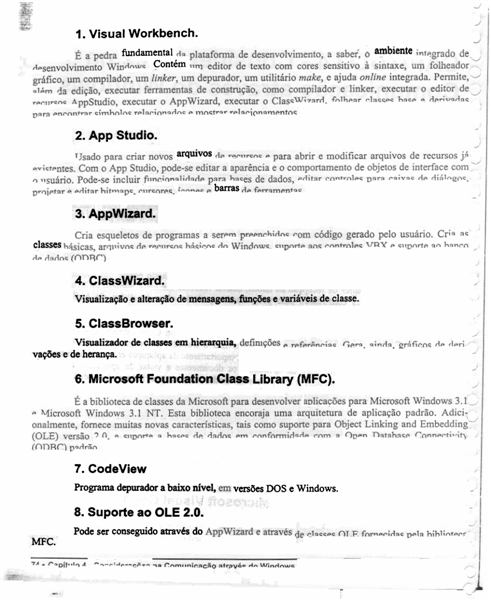 1. Visual Workbench.
É a pedra fundamental da plataforma de desenvolvimento, a saber, o ambiente integrado de
desenvolvimento Windows. Contém um editor de texto com cores sensitivo à sintaxe, um folheador
gráfico, um compilador, um linker, um depurador, um utilitário make, e ajuda online integrada. Permite,
além da edição, executar ferramentas de construção, como compilador e linker, executar o editor de
recursos AppStudio, executar o AppWizard, executar o ClassWizard, folhear classes base e derivadas
para encontrar símbolos relacionados e mostrar relacionamentos
2. App Studio.
Usado para criar novos arquivos de recursos e para abrir e modificar arquivos de recursos já
existentes. Com o App Studio, pode-se editar a aparência e o comportamento de objetos de interface com
o usuário. Pode-se incluir funcionalidade para bases de dados, editar controles para caixas de diálogos,
projetar e editar bitmaps, cursores, ícones e barras de ferramentas
3. AppWizard.
Cria esqueletos de programas a serem preenchidos com código gerado pelo usuário. Cria as
classes básicas, arquivos de recursos básicos do Windows, suporte aos controles VBX e suporte ao banco
de dados (ODBC)
4. ClassWizard.
Visualização e alteração de mensagens, funções e variáveis de classe.
5. ClassBrowser.
Visualizador de classes em hierarquia, definições e referências. Gera, ainda, gráficos de deri-
vações e de herança.
6. Microsoft Foundation Class Library (MFC).
É a biblioteca de classes da Microsoft para desenvolver aplicações para Microsoft Windows 3.1
e Microsoft Windows 3.1 NT. Esta biblioteca encoraja uma arquitetura de aplicação padrão. Adici-
onalmente, fornece muitas novas características, tais como suporte para Object Linking and Embedding
(OLE) versão 2.0, e suporte a bases de dados em conformidade com a Open Database Connectivity
(ODBC) padrão
7. CodeView
Programa depurador a baixo nível, em versões DOS e Windows.
8. Suporte ao OLE 2.0.
Pode ser conseguido através do AppWizard e através de classes OLE fornecidas pela biblioteca
MFC.
74 - Capítulo 4 Considerações na Comunicação através do Windows